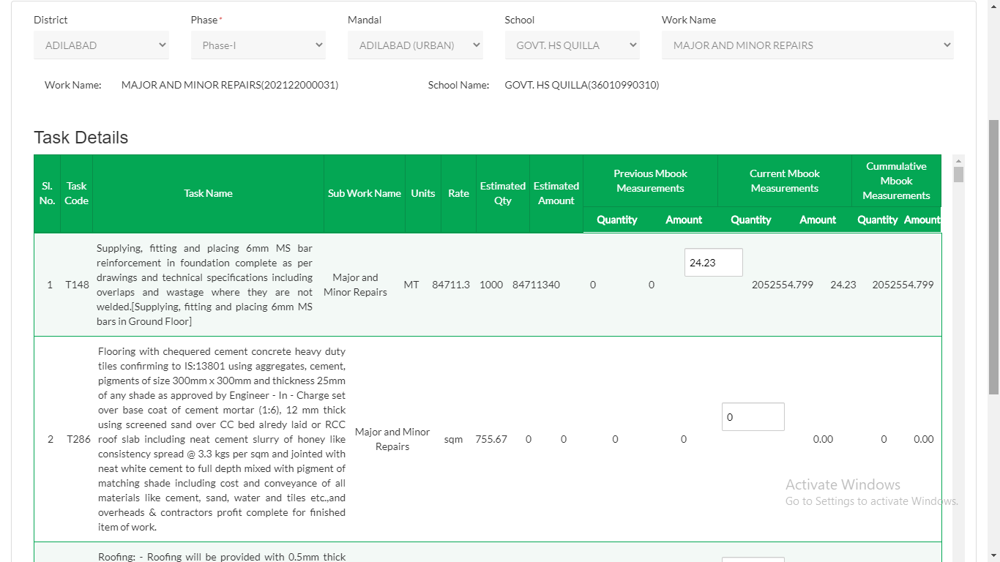 District
Phase*
Mandal
School
Work Name
ADILABAD
Phase-I
ADILABAD (URBAN)
GOVT. HS QUILLA
MAJOR AND MINOR REPAIRS
Work Name: MAJOR AND MINOR REPAIRS(202122000031)
School Name: GOVT. HS QUILLA(36010990310)
Task Details
Sl. No.
Task Code
Task Name
Sub Work Name
Units
Rate
Estimated Qty
Estimated Amount
Previous Mbook Measurements
Current Mbook Measurements
Cummulative Mbook Measurements
Quantity Amount Quantity Amount Quantity Amount
1
T148
Supplying, fitting and placing 6mm MS bar
reinforcement in foundation complete as per
drawings and technical specifications including
overlaps and wastage where they are not
welded.[Supplying, fitting and placing 6mm MS
bars in Ground Floor]
Major and
Minor Repairs
MT
84711.3
1000
84711340
0
0
24.23
2052554.799
24.23
2052554.799
2
T286
Flooring with chequered cement concrete heavy duty
tiles confirming to IS:13801 using aggregates, cement,
pigments of size 300mm x 300mm and thickness 25mm
of any shade as approved by Engineer - In - Charge set
over base coat of cement mortar (1:6), 12 mm thick
using screened sand over CC bed alredy laid or RCC
roof slab including neat cement slurry of honey like
consistency spread @ 3.3 kgs per sqm and jointed with
neat white cement to full depth mixed with pigment of
matching shade including cost and conveyance of all
materials like cement, sand, water and tiles etc.,and
overheads & contractors profit complete for finished
item of work.
Major and Minor
Repairs
sqm
755.67
0
0
0
0
0
0.00
0
0.00
Roofing: - Roofing will be provided with 0.5mm thick
Activate Windows
Go to Settings to activate Windows.